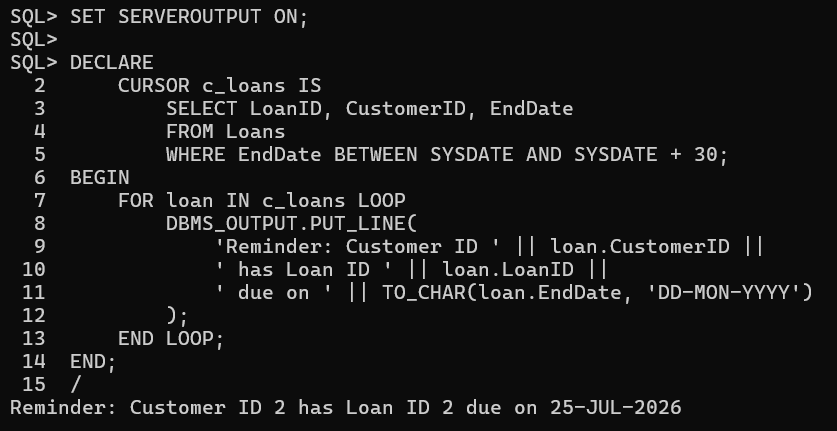 SQL> SET SERVEROUTPUT ON;
SQL>
SQL> DECLARE
  2      CURSOR c_loans IS
  3          SELECT LoanID, CustomerID, EndDate
  4          FROM Loans
  5          WHERE EndDate BETWEEN SYSDATE AND SYSDATE + 30;
  6  BEGIN
  7      FOR loan IN c_loans LOOP
  8          DBMS_OUTPUT.PUT_LINE(
  9              'Reminder: Customer ID ' || loan.CustomerID ||
 10              ' has Loan ID ' || loan.LoanID ||
 11              ' due on ' || TO_CHAR(loan.EndDate, 'DD-MON-YYYY')
 12          );
 13      END LOOP;
 14  END;
 15  /
Reminder: Customer ID 2 has Loan ID 2 due on 25-JUL-2026